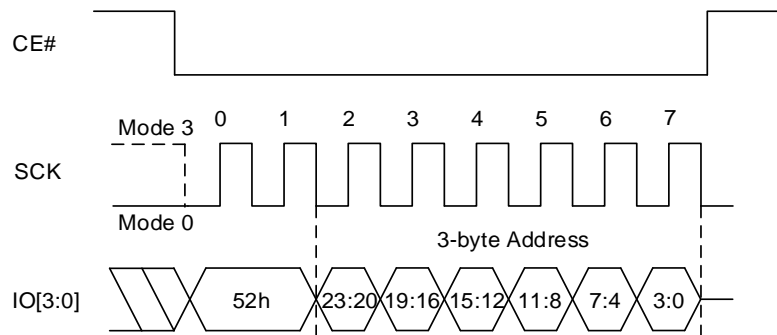 CE#
Mode 3 0 1 2 3 4 5 6 7
SCK
Mode 0
3-byte Address
IO[3:0] 52h 23:20 19:16 15:12 11:8 7:4 3:0